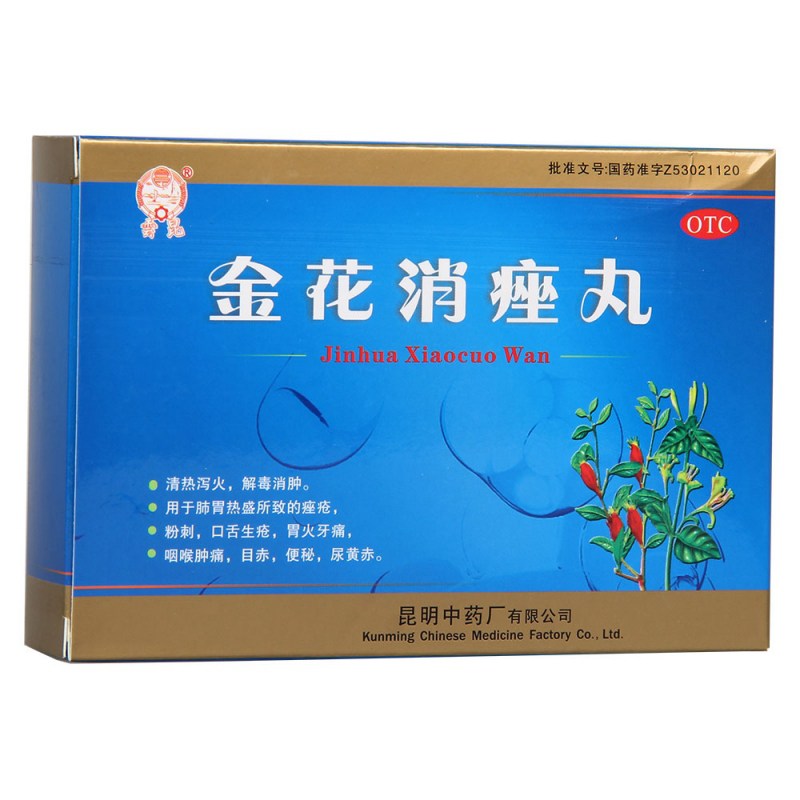 批准文号:国药准字Z53021120
®
OTC
金花消痤丸
Jinhua Xiaocuo Wan
清热泻火，解毒消肿。
用于肺胃热盛所致的痤疮，
粉刺，口舌生疮，胃火牙痛，
咽喉肿痛，目赤，便秘，尿黄赤。
昆明中药厂有限公司
Kunming Chinese Medicine Factory Co., Ltd.